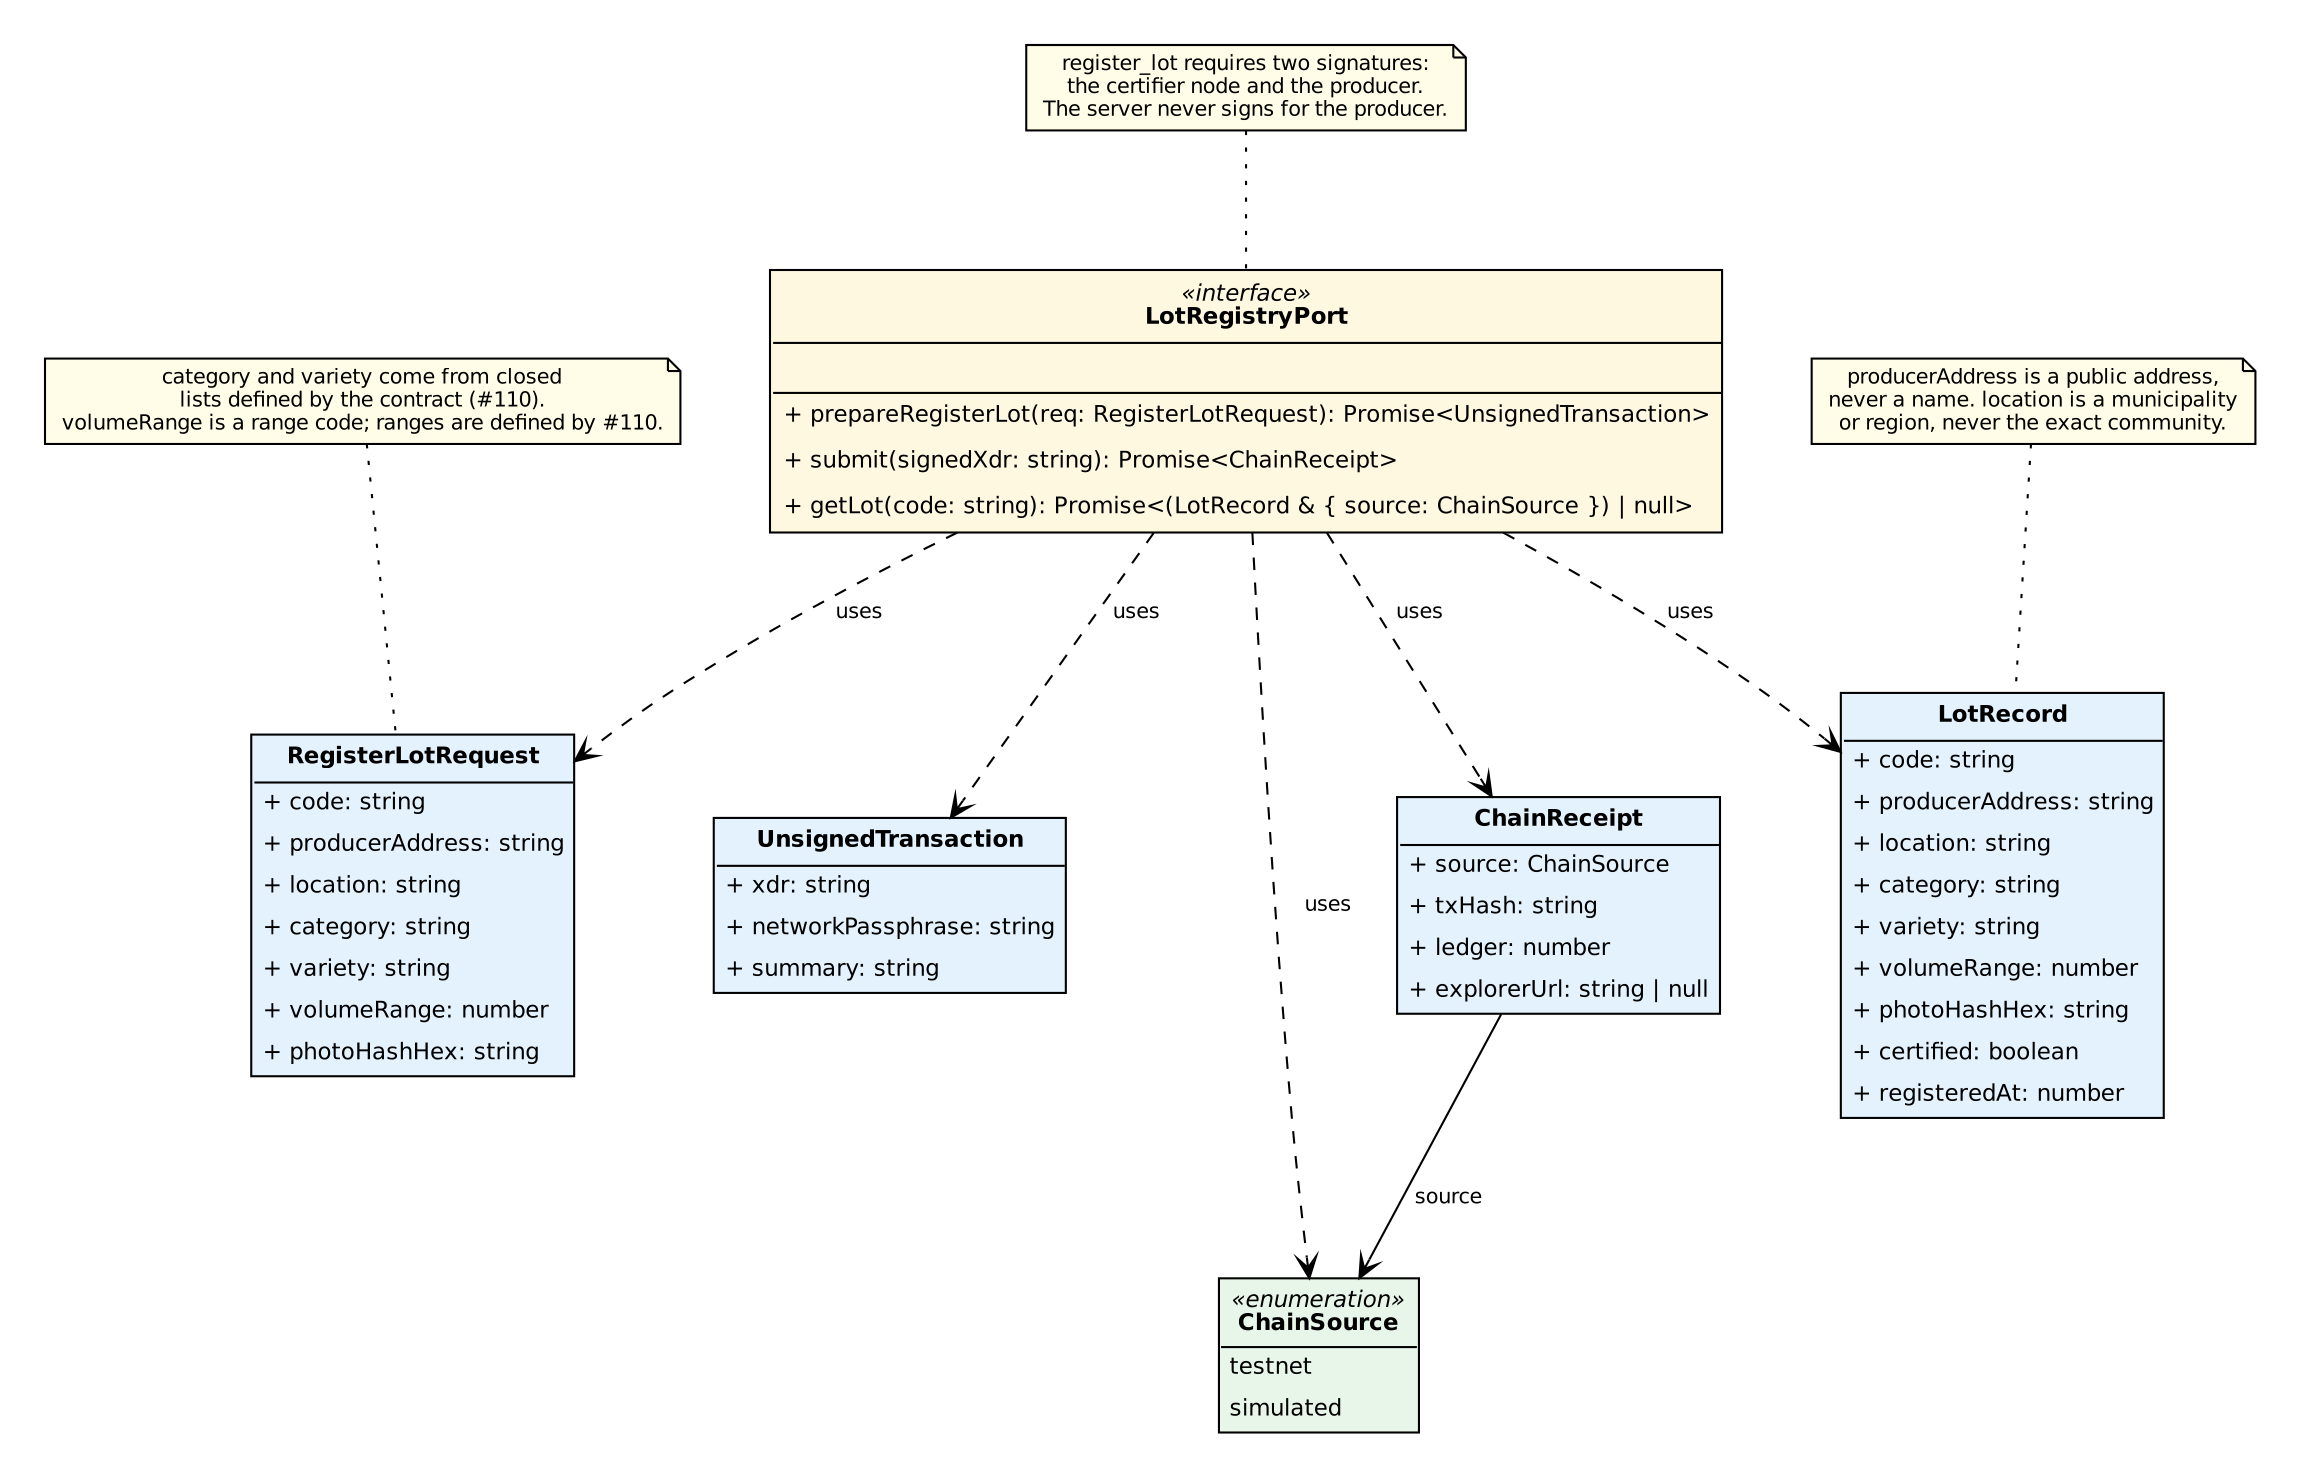 register_lot requires two signatures:
the certifier node and the producer.
The server never signs for the producer.
«interface»
LotRegistryPort
+ prepareRegisterLot(req: RegisterLotRequest): Promise<UnsignedTransaction>
+ submit(signedXdr: string): Promise<ChainReceipt>
+ getLot(code: string): Promise<(LotRecord & { source: ChainSource }) | null>
category and variety come from closed
lists defined by the contract (#110).
volumeRange is a range code; ranges are defined by #110.
producerAddress is a public address,
never a name. location is a municipality
or region, never the exact community.
uses
uses
uses
uses
RegisterLotRequest
+ code: string
+ producerAddress: string
+ location: string
+ category: string
+ variety: string
+ volumeRange: number
+ photoHashHex: string
UnsignedTransaction
+ xdr: string
+ networkPassphrase: string
+ summary: string
uses
ChainReceipt
+ source: ChainSource
+ txHash: string
+ ledger: number
+ explorerUrl: string | null
LotRecord
+ code: string
+ producerAddress: string
+ location: string
+ category: string
+ variety: string
+ volumeRange: number
+ photoHashHex: string
+ certified: boolean
+ registeredAt: number
source
«enumeration»
ChainSource
testnet
simulated